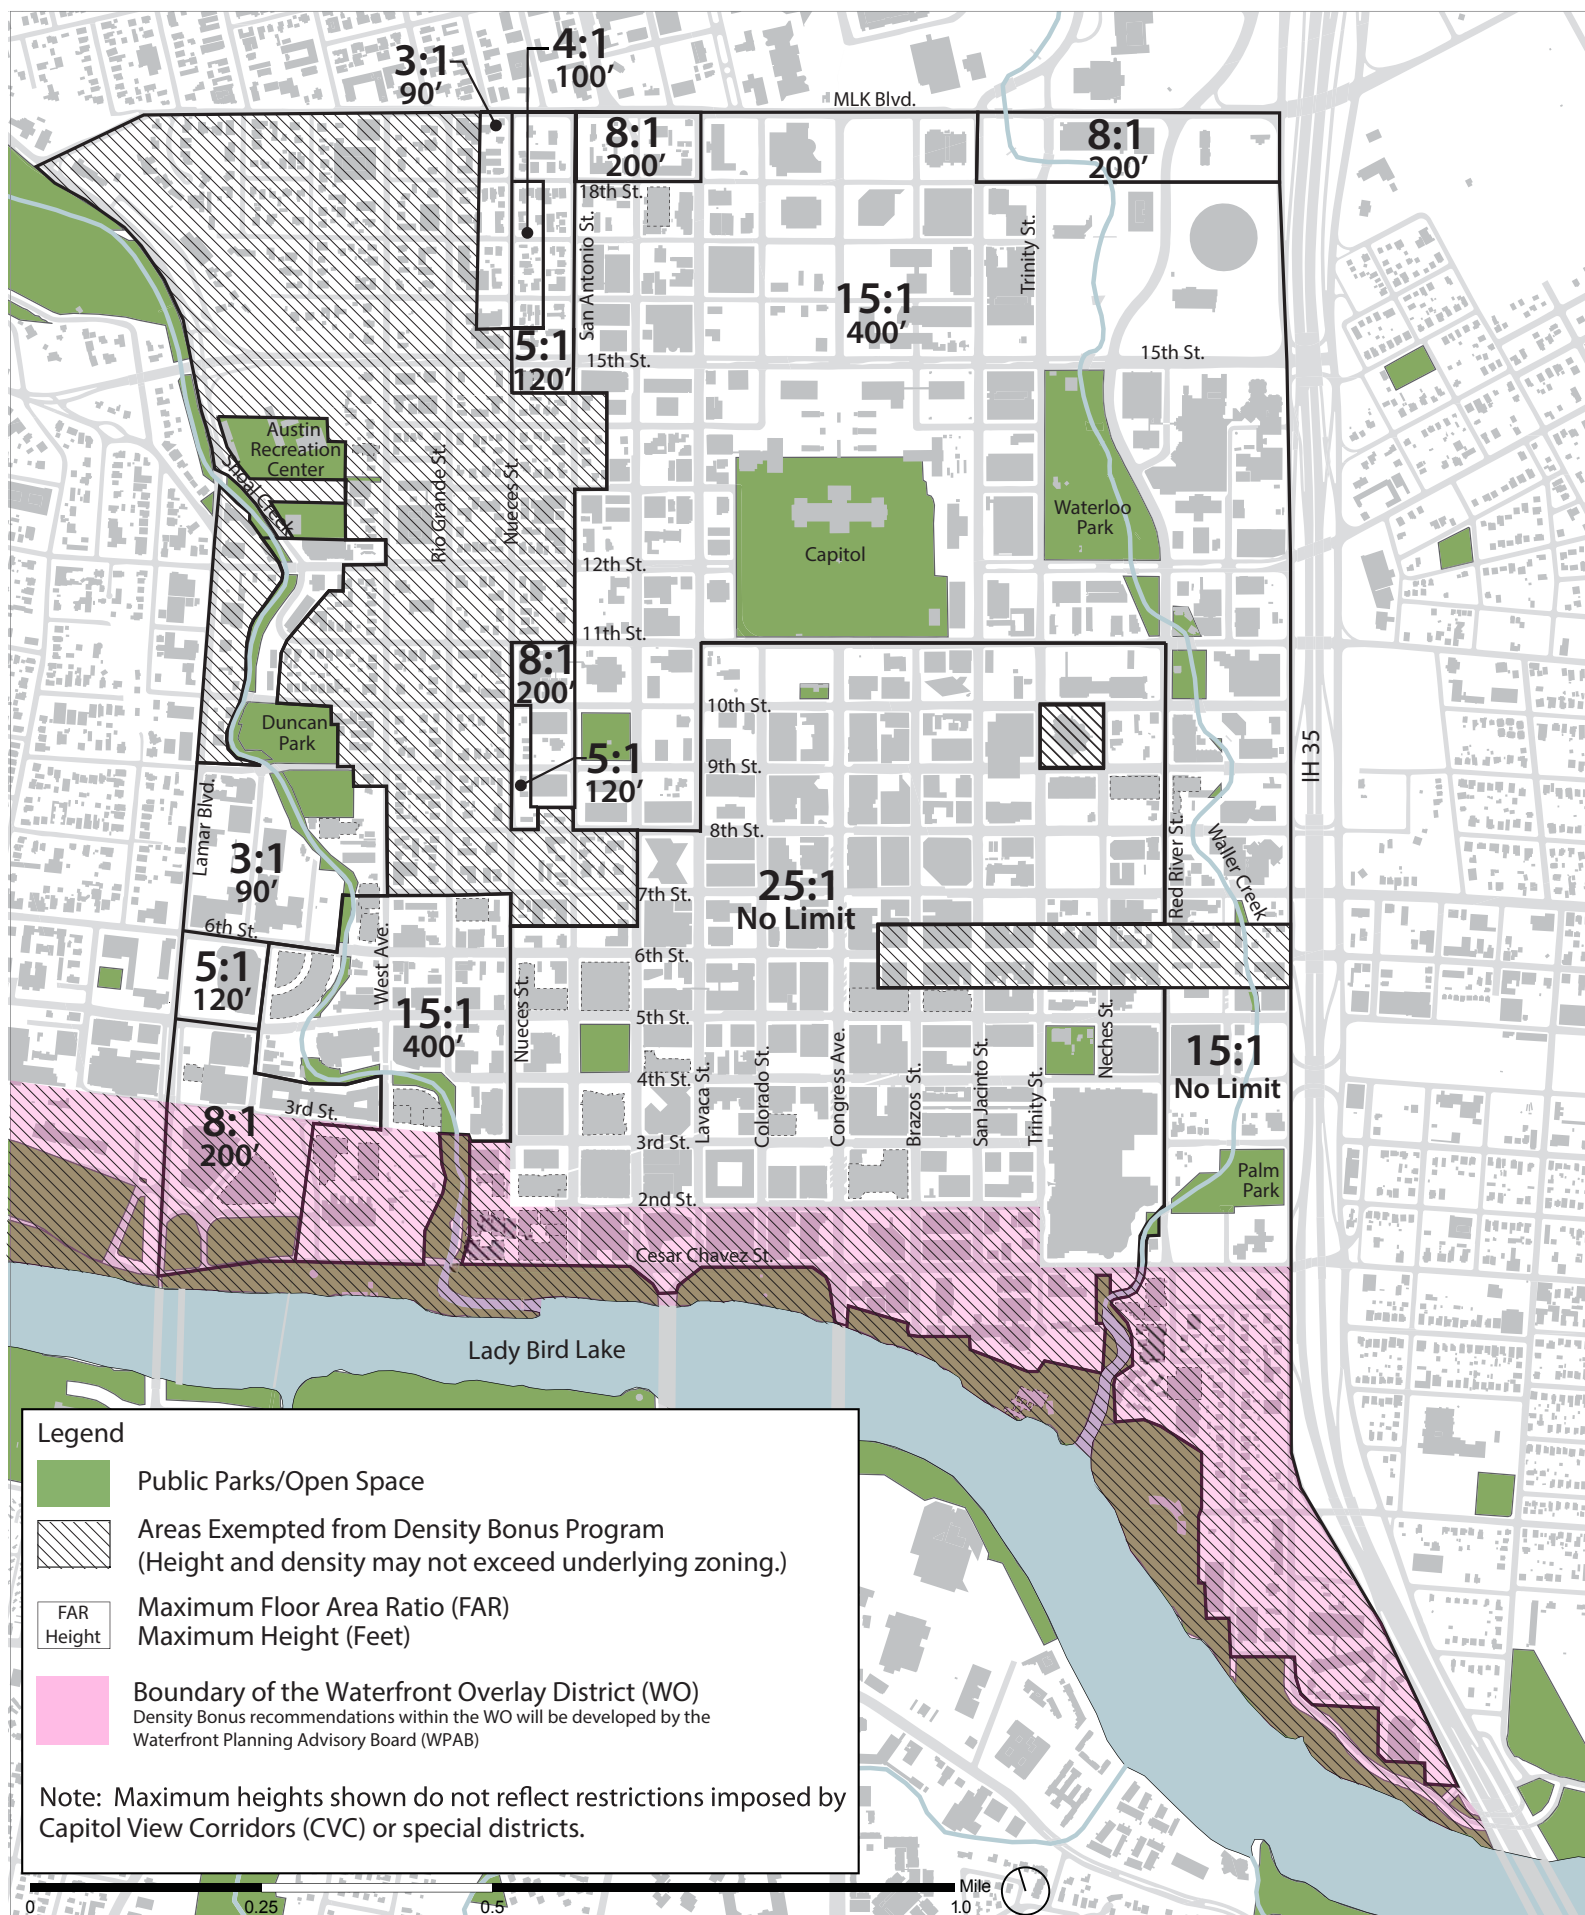 3:1
90’
4:1
100’
MLK Blvd.
8:1
200’
8:1
200’
18th St.
San Antonio St.
Trinity St.
15:1
400’
5:1
120’
15th St.
15th St.
Austin
Recreation
Center
Shoal Creek
Rio Grande St.
Nueces St.
Waterloo
Park
Capitol
12th St.
11th St.
8:1
200’
10th St.
Duncan
Park
5:1
120’
9th St.
IH 35
Lamar Blvd.
8th St.
Red River St.
Waller Creek
3:1
90’
25:1
No Limit
7th St.
6th St.
6th St.
5:1
120’
West Ave.
15:1
400’
Nueces St.
5th St.
Neches St.
15:1
No Limit
4th St.
Lavaca St.
Colorado St.
Congress Ave.
Brazos St.
San Jacinto St.
Trinity St.
3rd St.
8:1
200’
3rd St.
Palm
Park
2nd St.
Cesar Chavez St.
Lady Bird Lake
Legend
Public Parks/Open Space
Areas Exempted from Density Bonus Program
(Height and density may not exceed underlying zoning.)
FAR
Height
Maximum Floor Area Ratio (FAR)
Maximum Height (Feet)
Boundary of the Waterfront Overlay District (WO)
Density Bonus recommendations within the WO will be developed by the
Waterfront Planning Advisory Board (WPAB)
Note: Maximum heights shown do not reflect restrictions imposed by
Capitol View Corridors (CVC) or special districts.
Mile
0
0.25
0.5
1.0